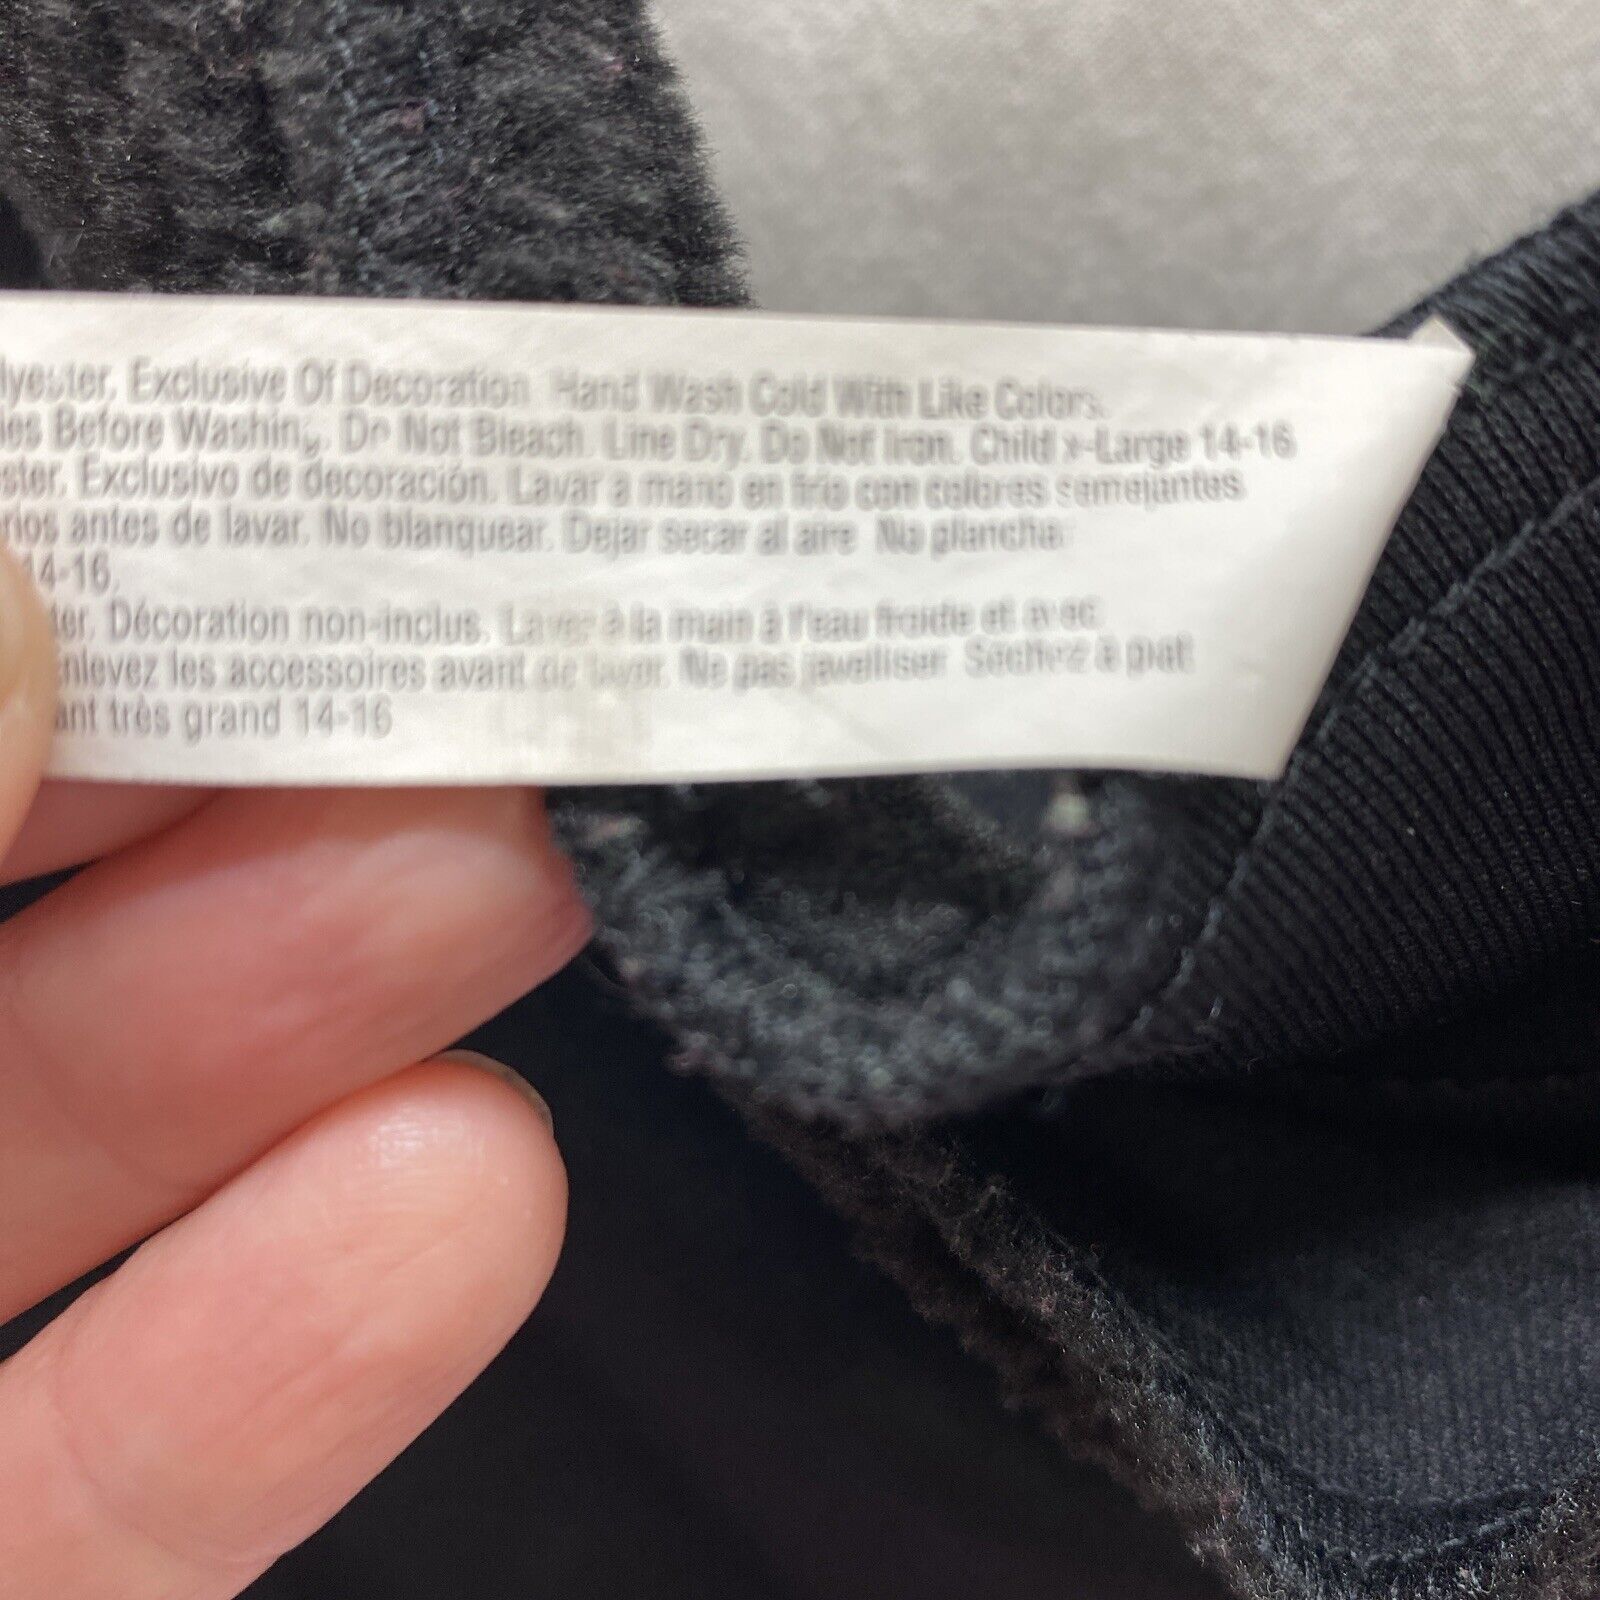 lyester, Exclusive Of Decoration. Hand Wash Cold With Like Colors.
ies Before Washing. Do Not Bleach. Line Dry. Do Not Iron. Child x-Large 14-16
ster, Exclusivo de decoración. Lavar a mano en frio con colores semejantes
rios antes de lavar. No blanquear. Dejar secar al aire. No planchar
14-16.
ter. Décoration non-inclus. Laver à la main à l'eau froide et avec
nlevez les accessoires avant de laver. Ne pas javelliser. Séchez à plat
ant très grand 14-16